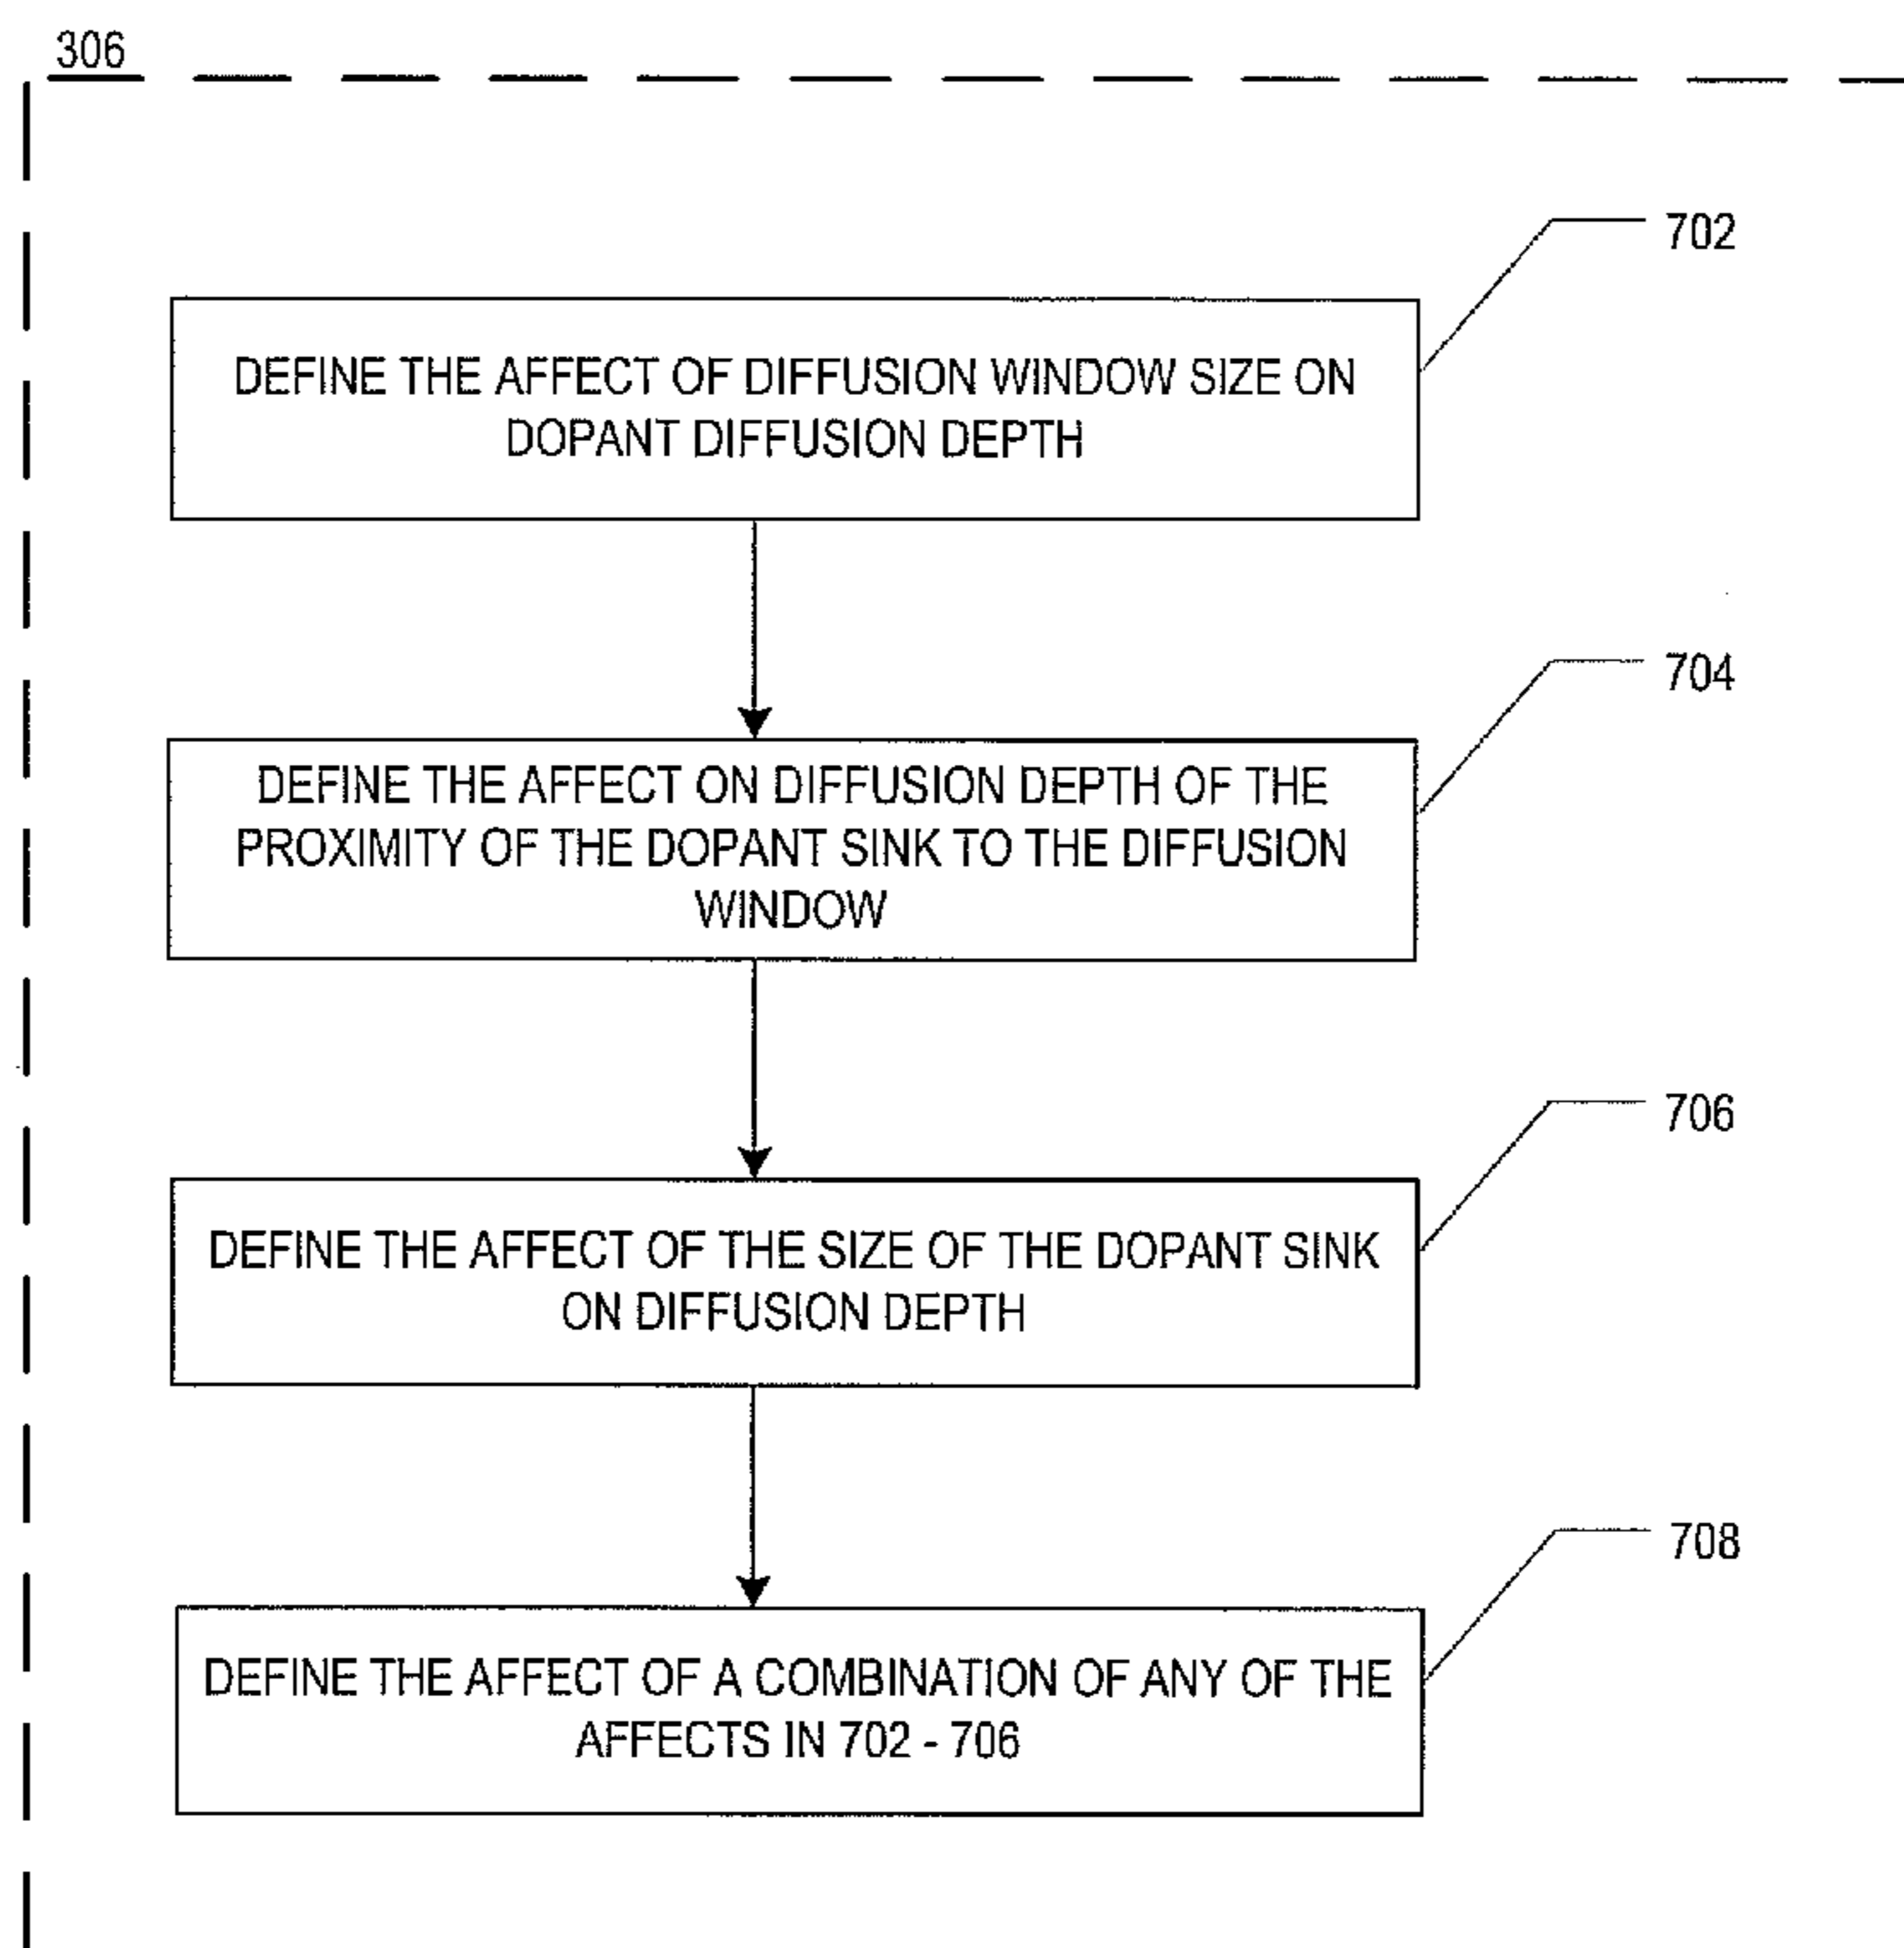 306
702
DEFINE THE AFFECT OF DIFFUSION WINDOW SIZE ON
DOPANT DIFFUSION DEPTH
704
DEFINE THE AFFECT ON DIFFUSION DEPTH OF THE
PROXIMITY OF THE DOPANT SINK TO THE DIFFUSION
WINDOW
706
DEFINE THE AFFECT OF THE SIZE OF THE DOPANT SINK
ON DIFFUSION DEPTH
708
DEFINE THE AFFECT OF A COMBINATION OF ANY OF THE
AFFECTS IN 702 - 706